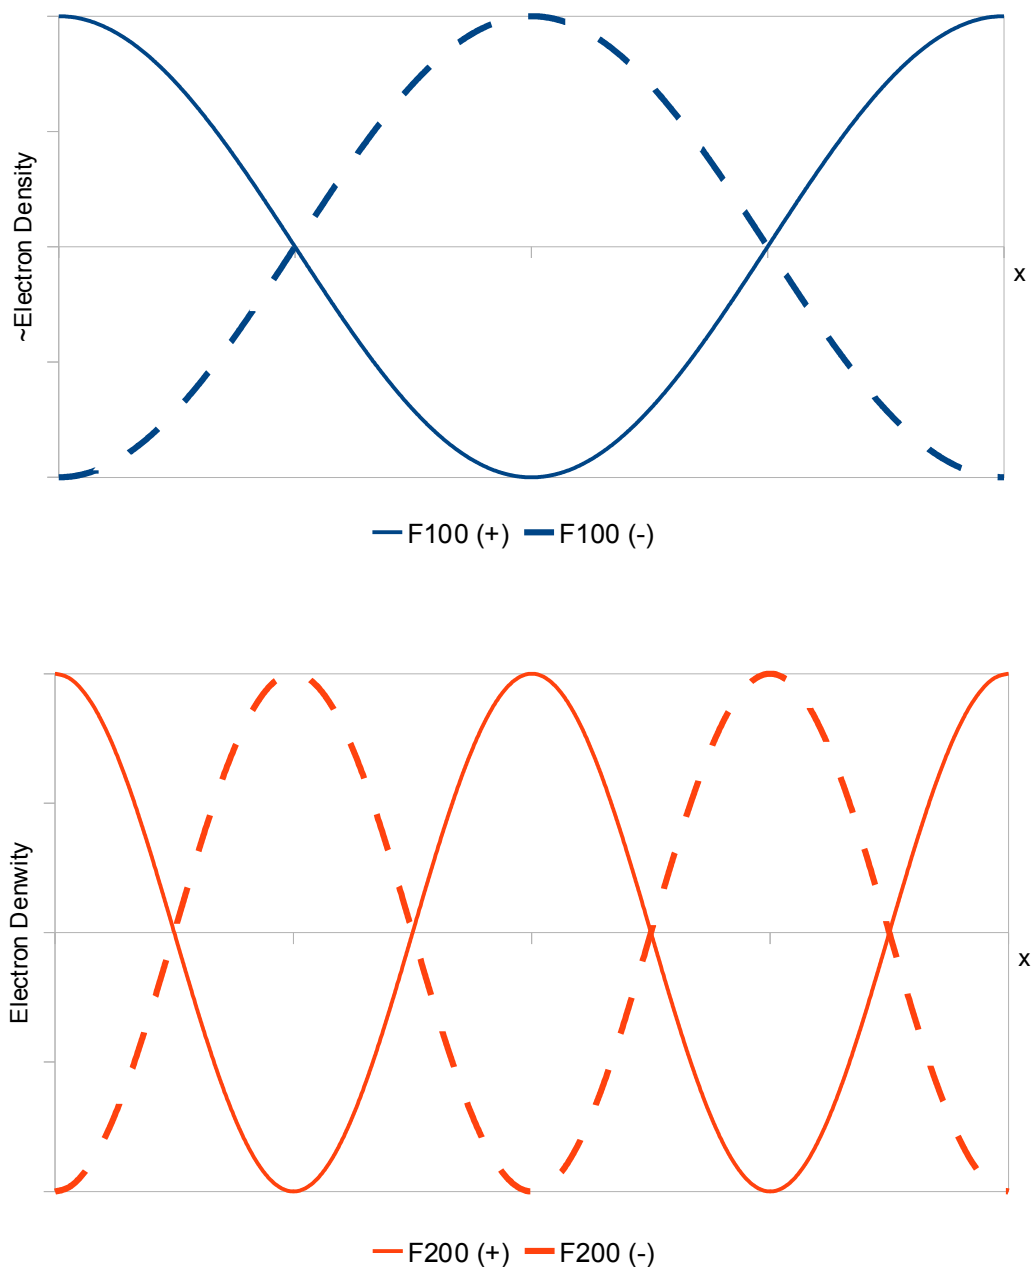 ~Electron Density
x
F100 (+) F100 (-)
Electron Denwity
x
F200 (+) F200 (-)